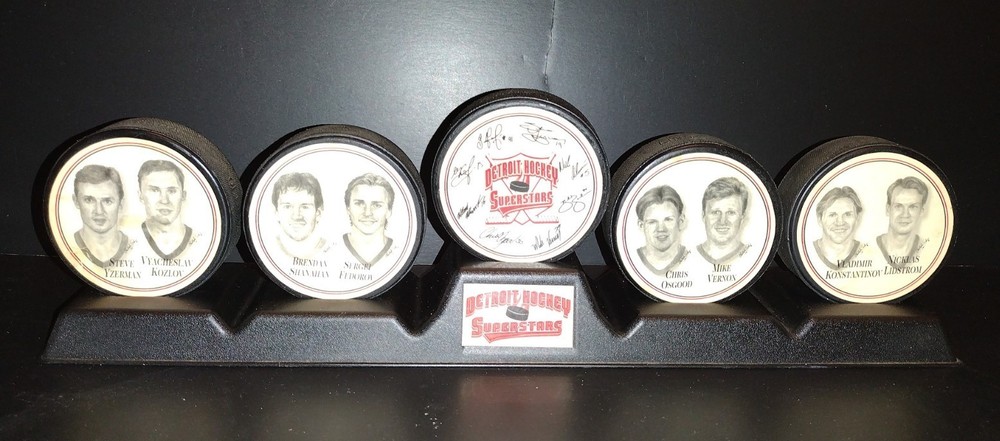 STEVE
YZERMAN
VYACHESLAV
KOZLOV
BRENDAN
SHANAHAN
SERGEI
FEDOROV
DETROIT HOCKEY
SUPERSTARS
CHRIS
OSGOOD
MIKE
VERNON
VLADIMIR
KONSTANTINOV
NICKLAS
LIDSTROM
DETROIT HOCKEY
SUPERSTARS